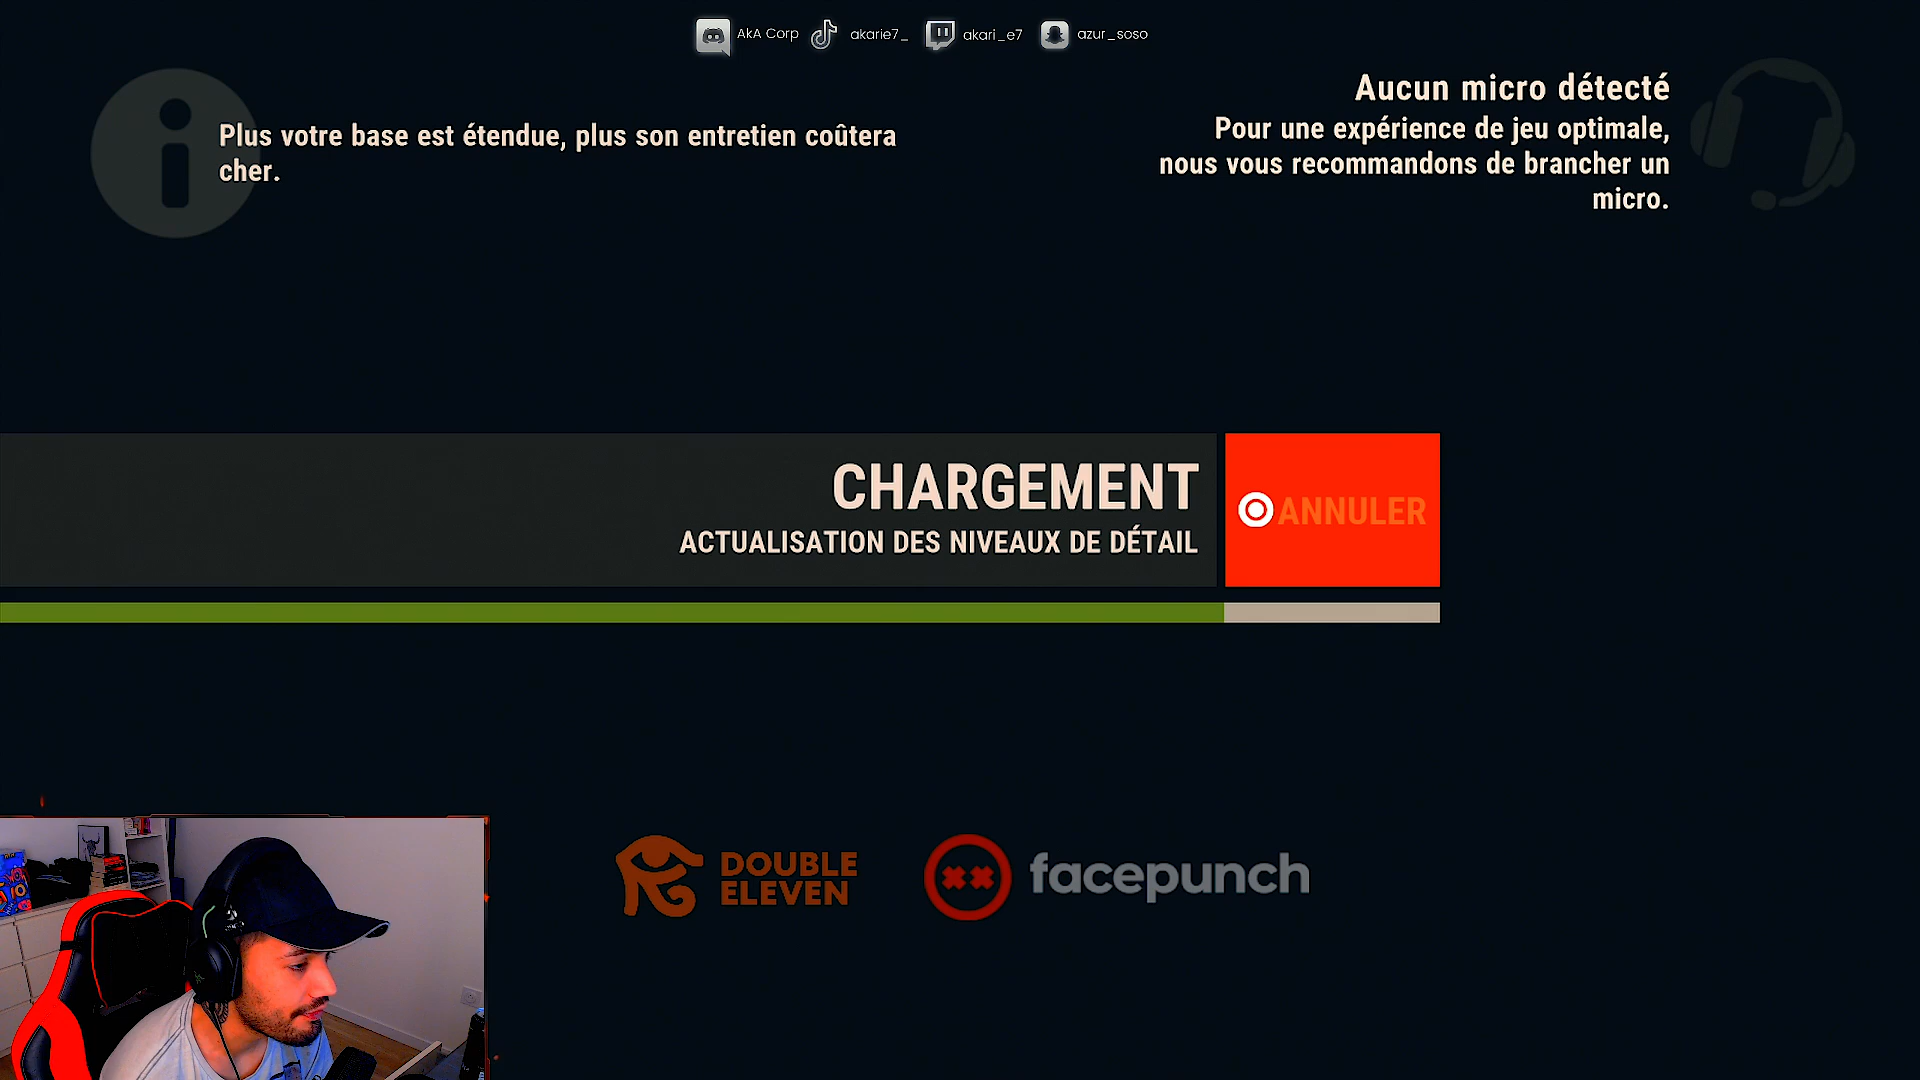 AkA Corp
akarie7_
akari_e7
azur_soso
Plus votre base est étendue, plus son entretien coûtera
cher.
Aucun micro détecté
Pour une expérience de jeu optimale,
nous vous recommandons de brancher un
micro.
CHARGEMENT
ACTUALISATION DES NIVEAUX DE DÉTAIL
ANNULER
DOUBLE
ELEVEN
facepunch